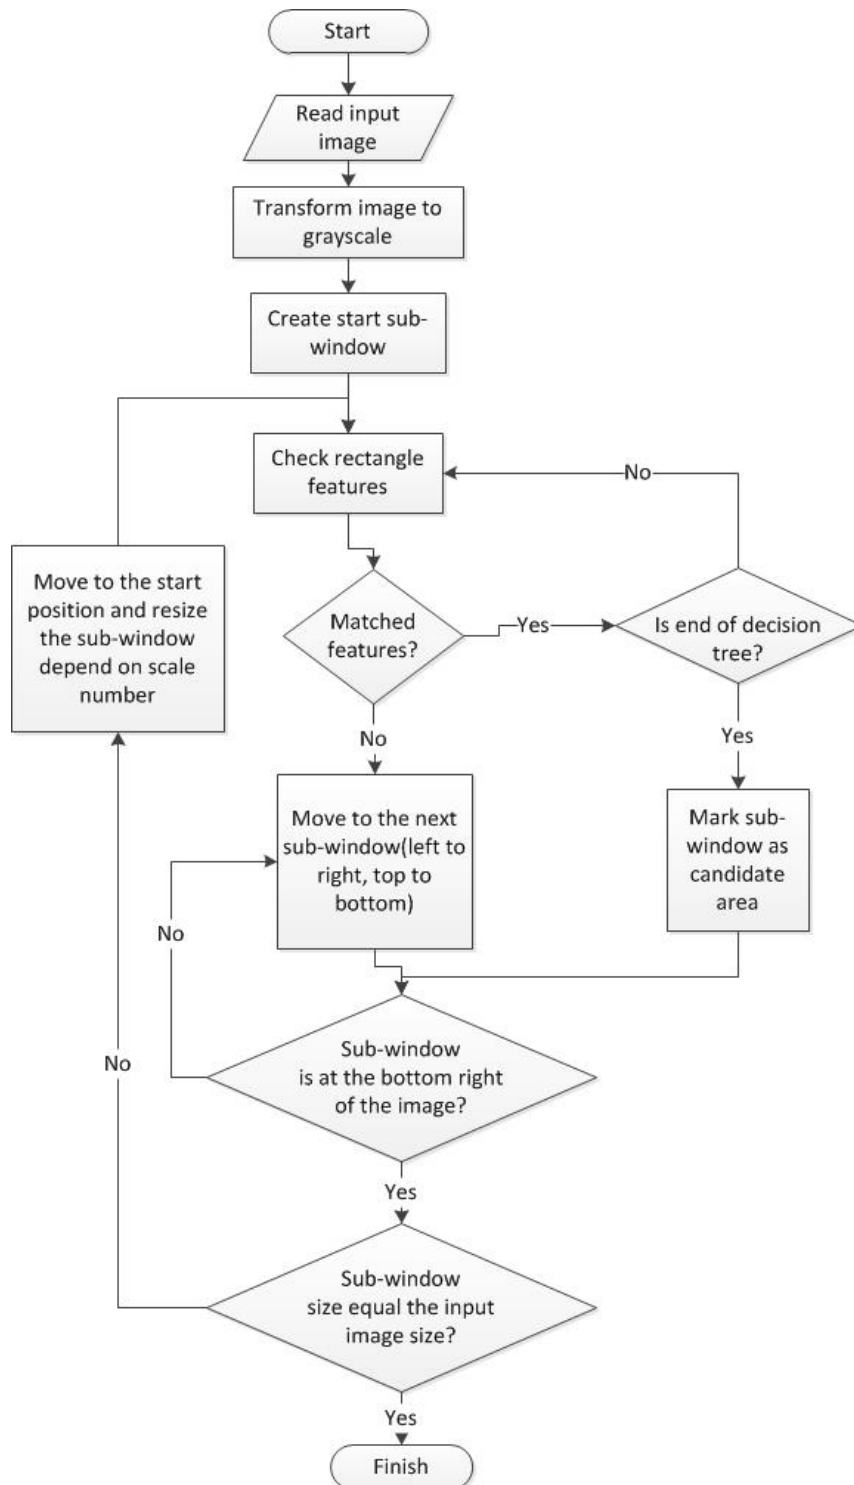 Start
Read input
image
Transform image to
grayscale
Create start sub-
window
Check rectangle
features
No
Move to the start
position and resize
the sub-window
depend on scale
number
Matched
features?
Yes
Is end of decision
tree?
No
Yes
Move to the next
sub-window(left to
right, top to
bottom)
Mark sub-
window as
candidate
area
No
No
Sub-window
is at the bottom right
of the image?
Yes
Sub-window
size equal the input
image size?
Yes
Finish